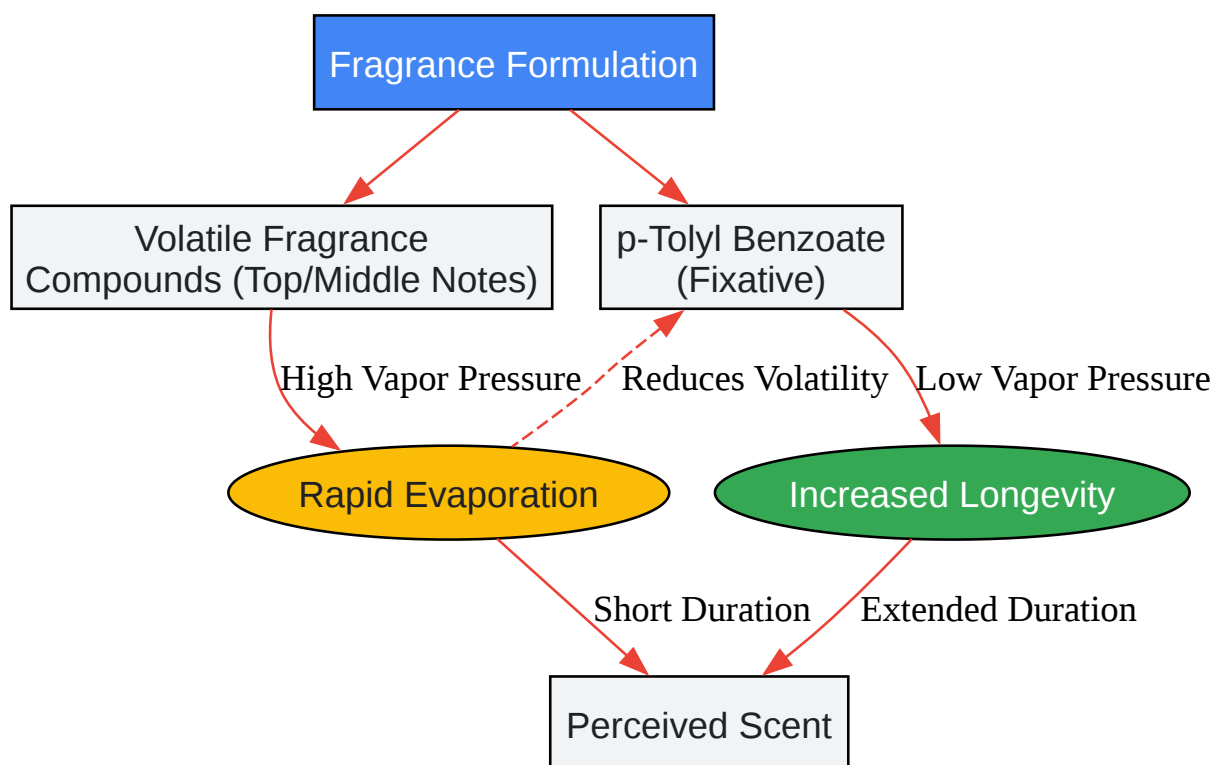 Fragrance Formulation
Volatile Fragrance
Compounds (Top/Middle Notes)
p-Tolyl Benzoate
(Fixative)
High Vapor Pressure
Reduces Volatility
Low Vapor Pressure
Rapid Evaporation
Increased Longevity
Short Duration
Extended Duration
Perceived Scent